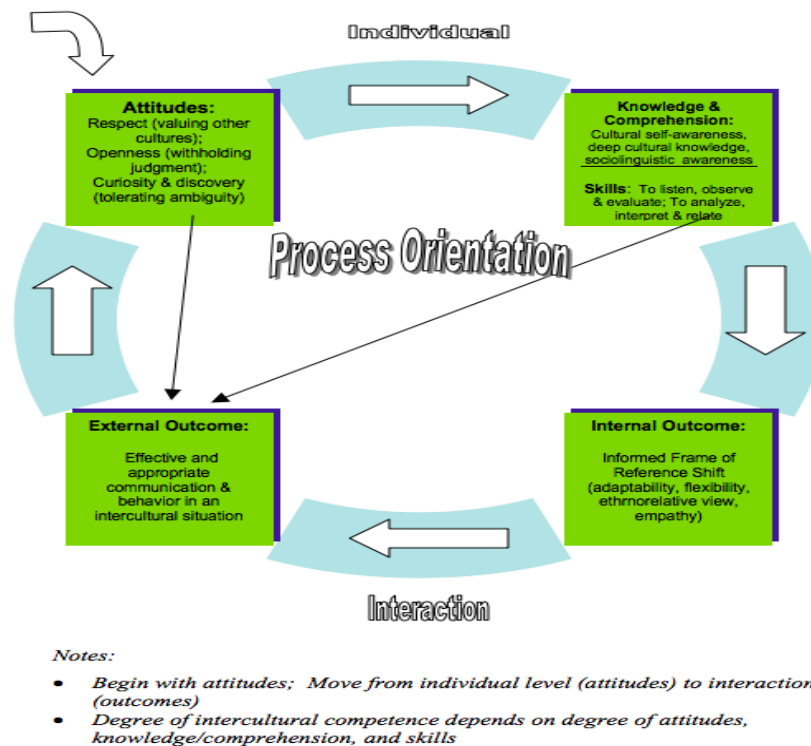 Individual
Attitudes:
Respect (valuing other
cultures);
Openness (withholding
judgment);
Curiosity & discovery
(tolerating ambiguity)
Knowledge &
Comprehension:
Cultural self-awareness,
deep cultural knowledge,
sociolinguistic awareness
Skills: To listen, observe
& evaluate; To analyze,
interpret & relate
Process Orientation
External Outcome:
Effective and
appropriate
communication &
behavior in an
intercultural situation
Internal Outcome:
Informed Frame of
Reference Shift
(adaptability, flexibility,
ethrnorelative view,
empathy)
Interaction
Notes:
• Begin with attitudes; Move from individual level (attitudes) to interaction
(outcomes)
• Degree of intercultural competence depends on degree of attitudes,
knowledge/comprehension, and skills